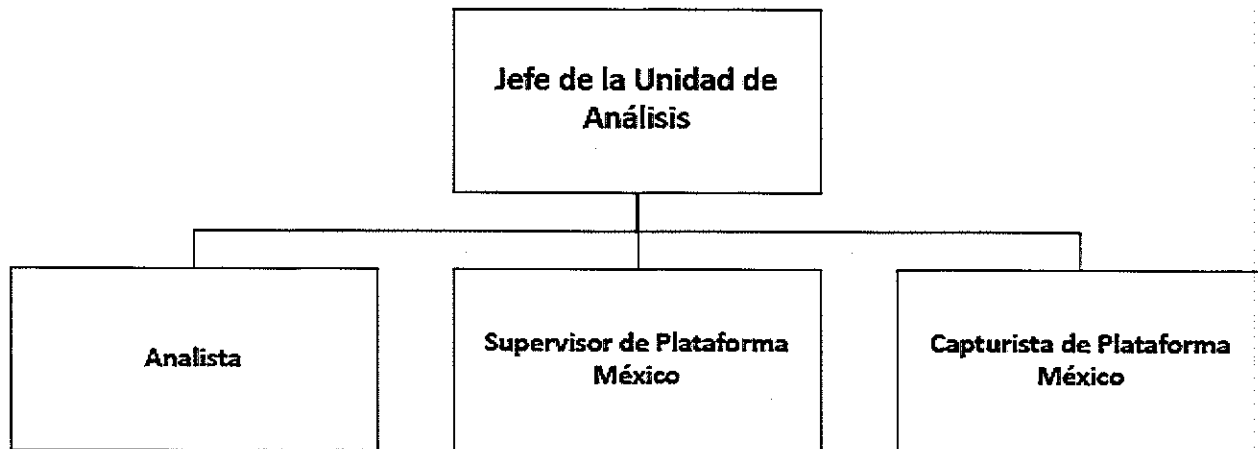 Jefe de la Unidad de
Análisis
Analista
Supervisor de Plataforma
México
Capturista de Plataforma
México